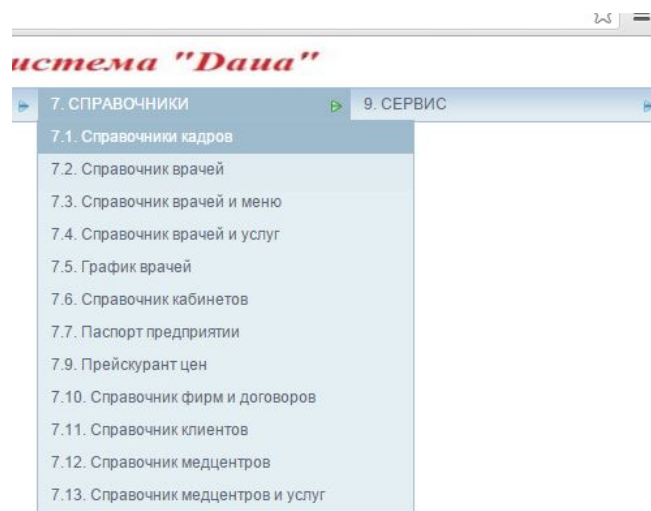 истема "Dauа"
7. СПРАВОЧНИКИ
9. СЕРВИС
7.1. Справочники кадров
7.2. Справочник врачей
7.3. Справочник врачей и меню
7.4. Справочник врачей и услуг
7.5. График врачей
7.6. Справочник кабинетов
7.7. Паспорт предприятии
7.9. Прейскурант цен
7.10. Справочник фирм и договоров
7.11. Справочник клиентов
7.12. Справочник медцентров
7.13. Справочник медцентров и услуг